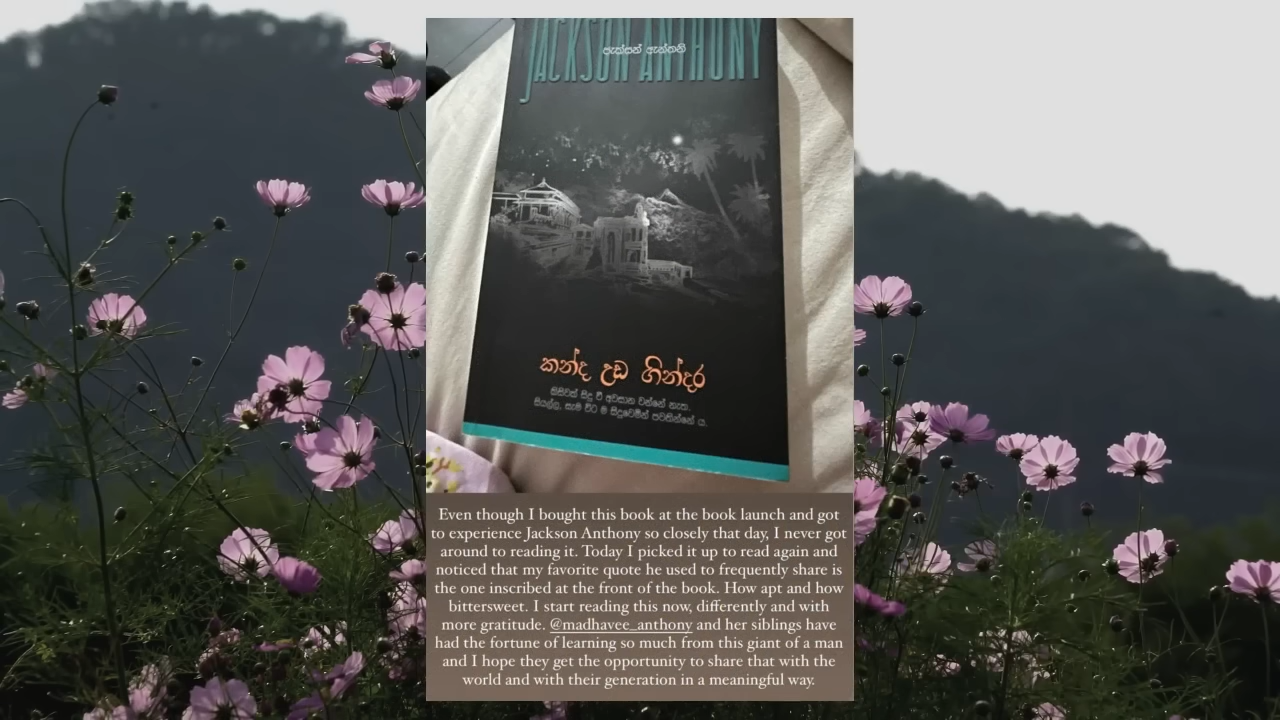 JACKSON ANTHONY
ජැක්සන් ඇන්තනි
කන්ද උඩ ගින්දර
කිසිවක් සිදු වී අවසාන වන්නේ නැත.
සියල්ල, සැම විට ම සිදුවෙමින් පවතින්නේ ය.
Even though I bought this book at the book launch and got
to experience Jackson Anthony so closely that day, I never got
around to reading it. Today I picked it up to read again and
noticed that my favorite quote he used to frequently share is
the one inscribed at the front of the book. How apt and how
bittersweet. I start reading this now, differently and with
more gratitude. @madhavee_anthony and her siblings have
had the fortune of learning so much from this giant of a man
and I hope they get the opportunity to share that with the
world and with their generation in a meaningful way.